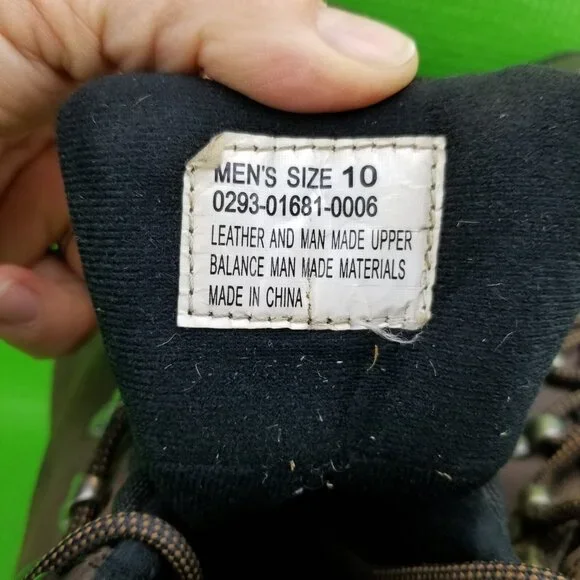 MEN'S SIZE 10
0293-01681-0006
LEATHER AND MAN MADE UPPER
BALANCE MAN MADE MATERIALS
MADE IN CHINA